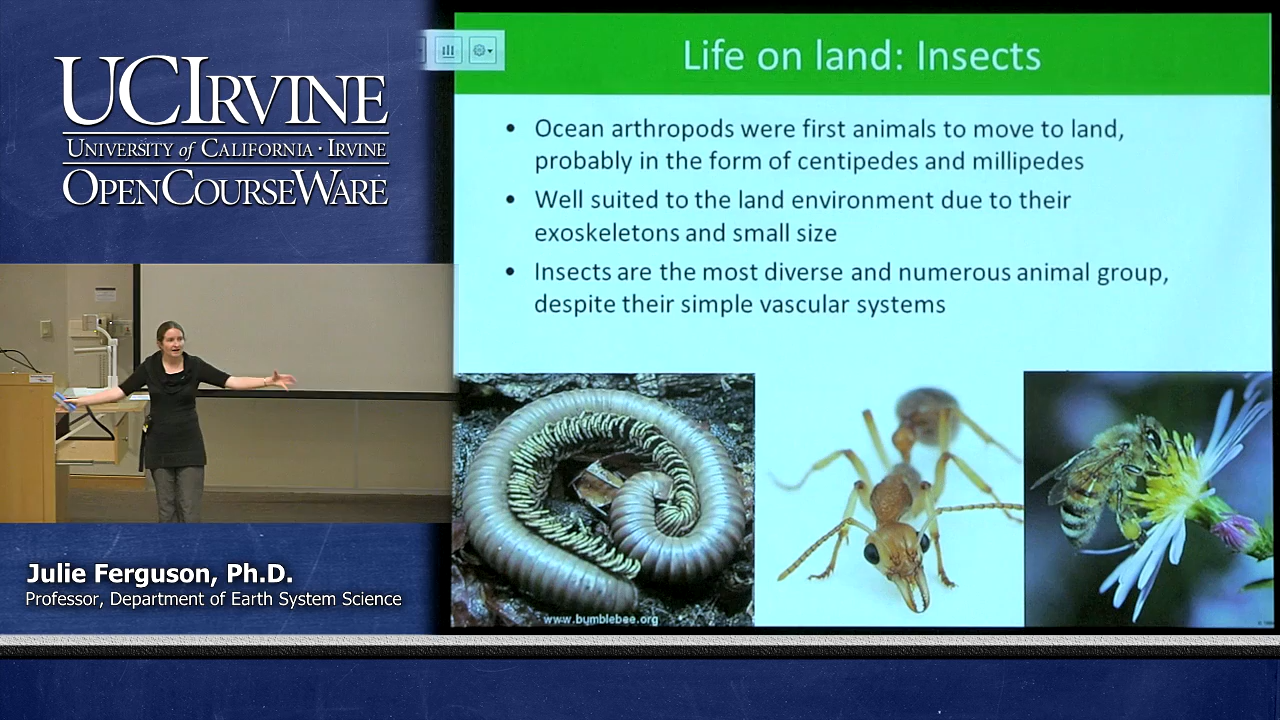 UCIRVINE
UNIVERSITY of CALIFORNIA · IRVINE
OPENCOURSEWARE
Life on land: Insects
• Ocean arthropods were first animals to move to land,
probably in the form of centipedes and millipedes
• Well suited to the land environment due to their
exoskeletons and small size
• Insects are the most diverse and numerous animal group,
despite their simple vascular systems
www.bumblebee.org
Julie Ferguson, Ph.D.
Professor, Department of Earth System Science